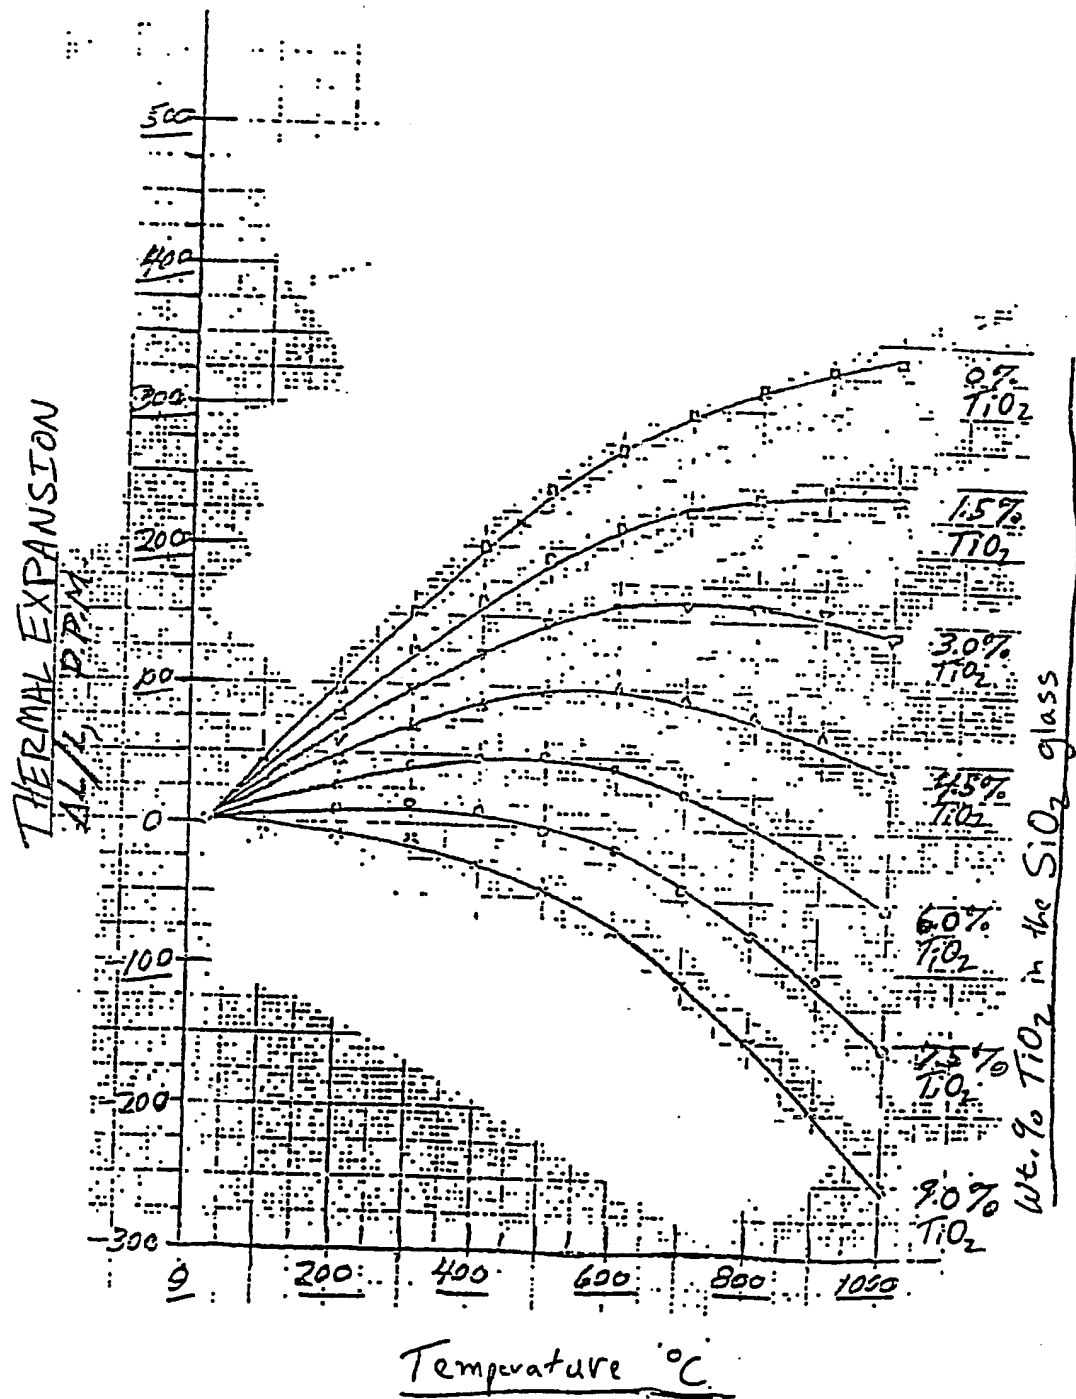 THERMAL EXPANSION
ΔL/L, P.P.M
500
400
300
200
100
0
-100
-200
-300
0
200
400
600
800
1000
Temperature °C
0%
TiO2
1.5%
TiO2
3.0%
TiO2
4.5%
TiO2
6.0%
TiO2
7.5%
TiO2
9.0%
TiO2
Wt. % TiO2 in the SiO2 glass